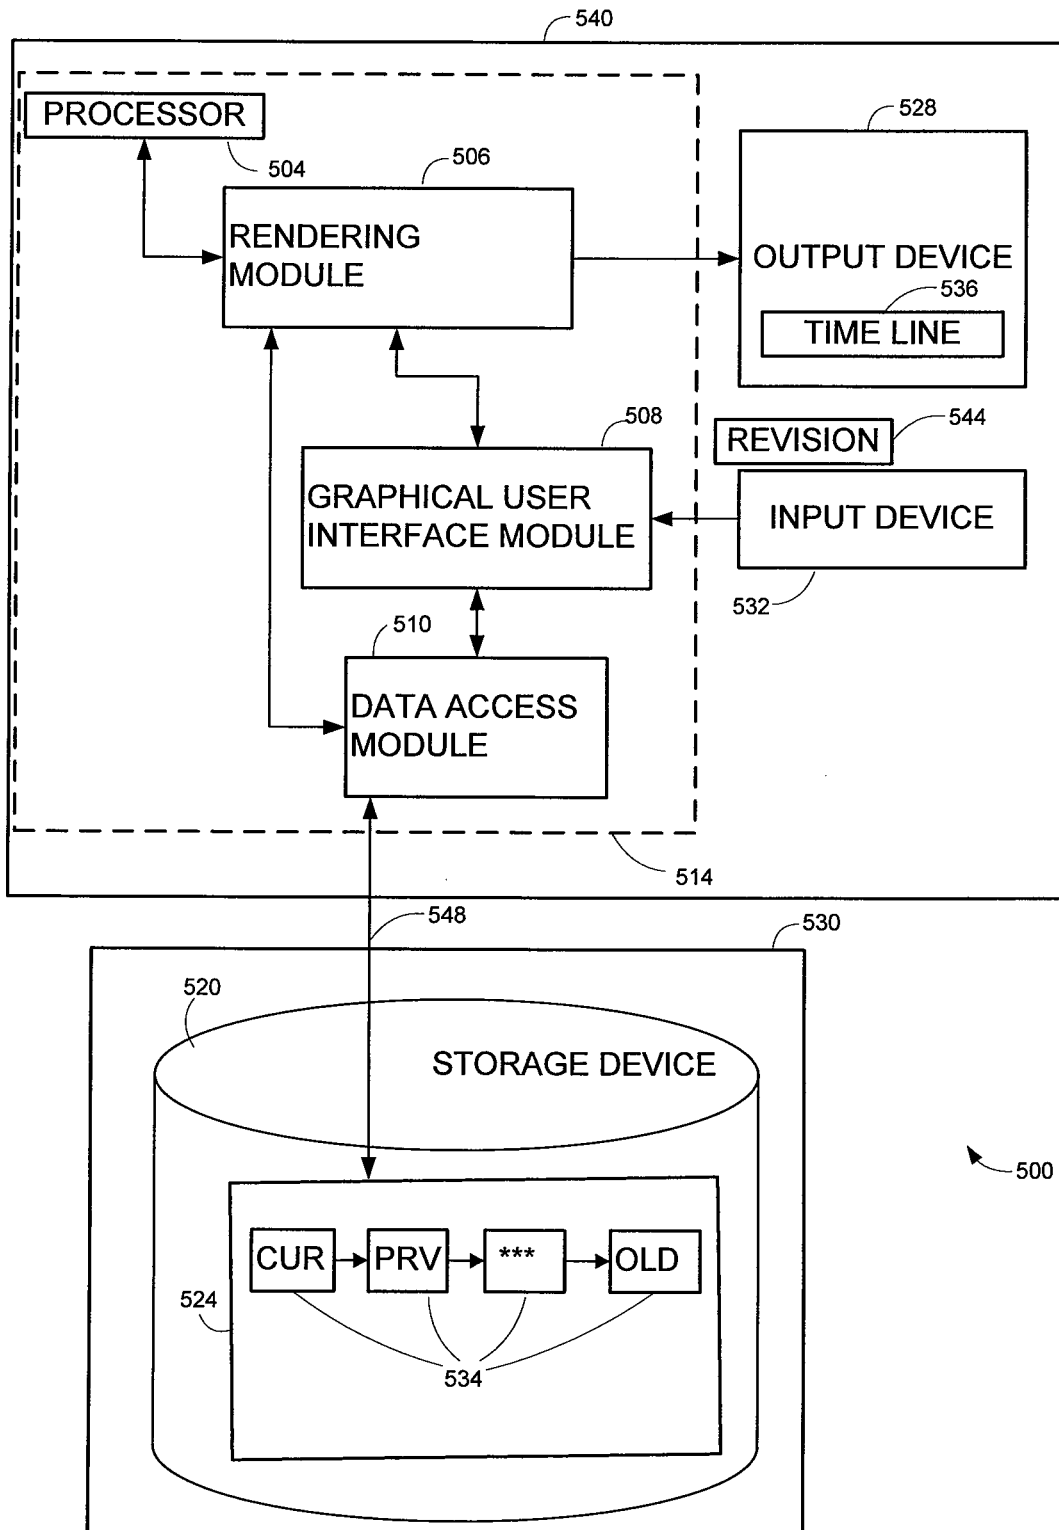 540
PROCESSOR
504
506
528
RENDERING
MODULE
OUTPUT DEVICE
536
TIME LINE
508
REVISION
544
GRAPHICAL USER
INTERFACE MODULE
INPUT DEVICE
532
510
DATA ACCESS
MODULE
514
548
530
520
STORAGE DEVICE
500
CUR
PRV
***
OLD
524
534